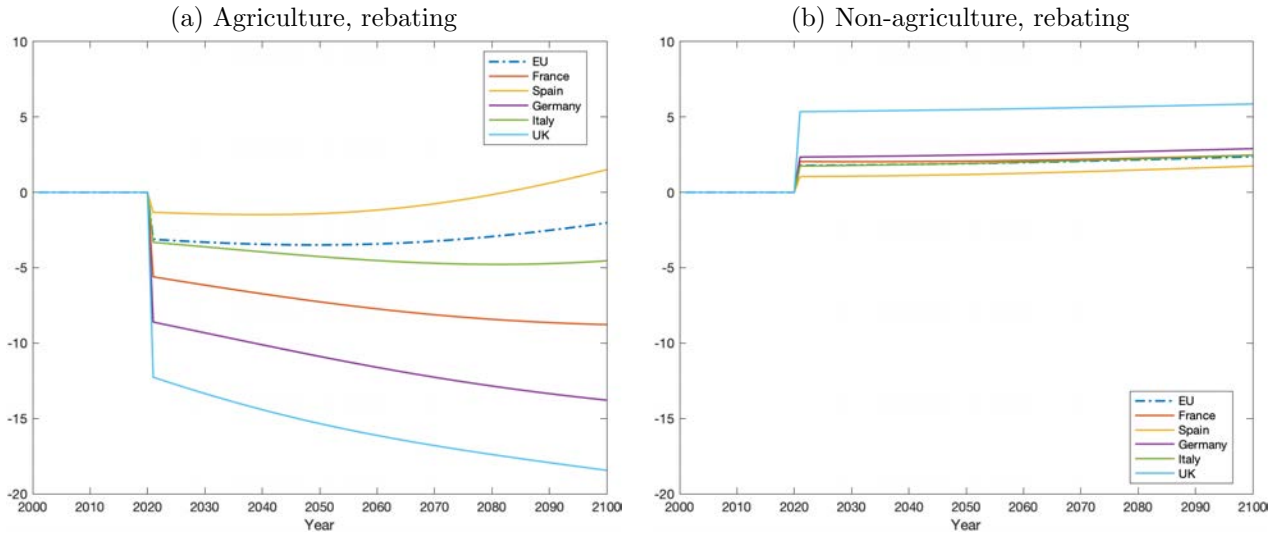 (a) Agriculture, rebating
10
5
0
-5
-10
-15
-20
2000 2010 2020 2030 2040 2050 2060 2070 2080 2090 2100
Year
EU
France
Spain
Germany
Italy
UK
(b) Non-agriculture, rebating
10
5
0
-5
-10
-15
-20
2000 2010 2020 2030 2040 2050 2060 2070 2080 2090 2100
Year
EU
France
Spain
Germany
Italy
UK